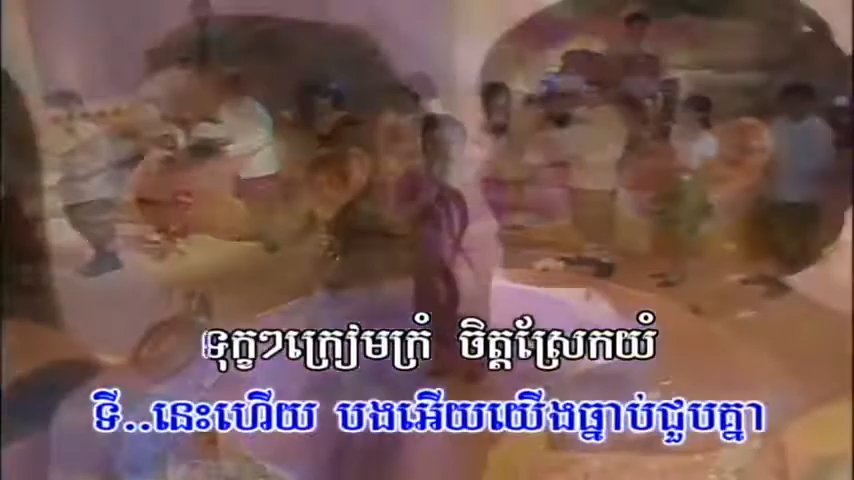 ទុក្ខៗក្រៀមក្រំ ចិត្តស្រែកយំ
ទី..នេះហើយ បងអើយយើងធ្លាប់ជួបគ្នា